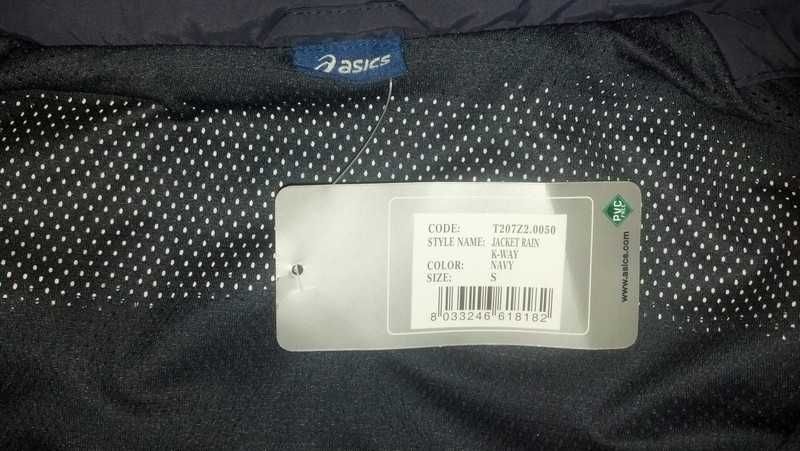 asics
CODE: T207Z2.0050
STYLE NAME: JACKET RAIN
K-WAY
COLOR: NAVY
SIZE: S
8 033246 618182
PVC
FREE
www.asics.com